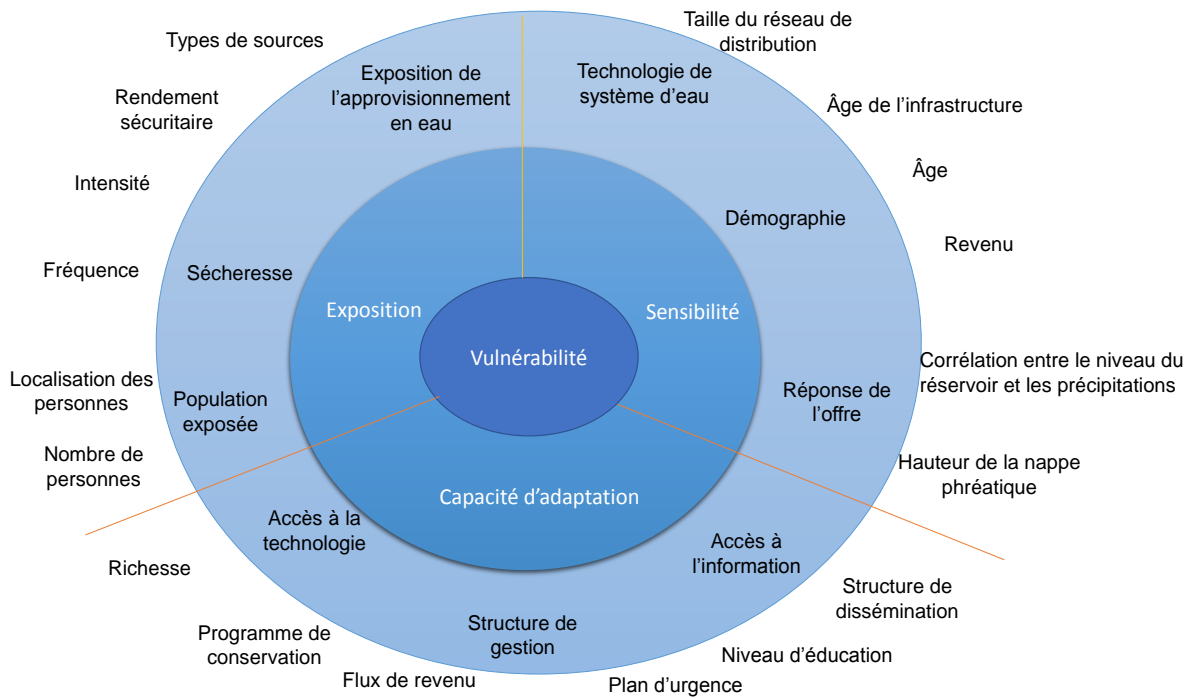 Types de sources
Taille du réseau de
distribution
Exposition de
l’approvisionnement
en eau
Technologie de
système d’eau
Rendement
sécuritaire
Âge de l’infrastructure
Intensité
Âge
Démographie
Revenu
Fréquence
Sécheresse
Exposition
Sensibilité
Vulnérabilité
Localisation des
personnes
Population
exposée
Corrélation entre le niveau du
réservoir et les précipitations
Réponse de
l’offre
Nombre de
personnes
Hauteur de la nappe
phréatique
Capacité d’adaptation
Accès à la
technologie
Accès à
l’information
Richesse
Structure de
dissémination
Structure de
gestion
Programme de
conservation
Niveau d’éducation
Flux de revenu
Plan d’urgence